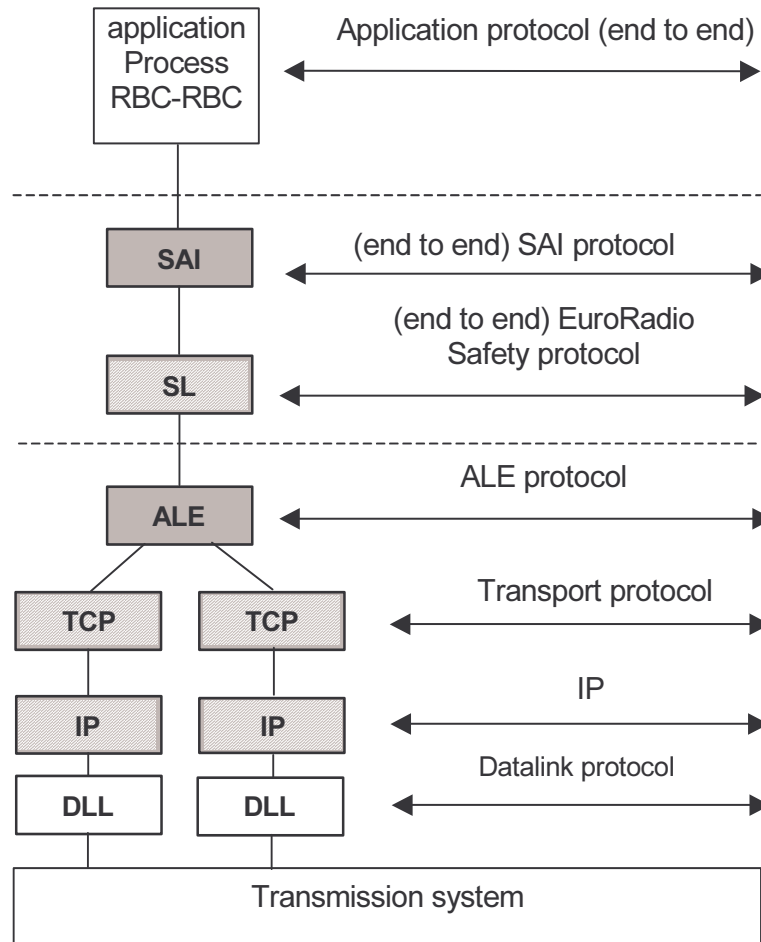 application
Process
RBC-RBC
Application protocol (end to end)
SAI
(end to end) SAI protocol
(end to end) EuroRadio
Safety protocol
SL
ALE protocol
ALE
Transport protocol
TCP
TCP
IP
IP
IP
Datalink protocol
DLL
DLL
Transmission system